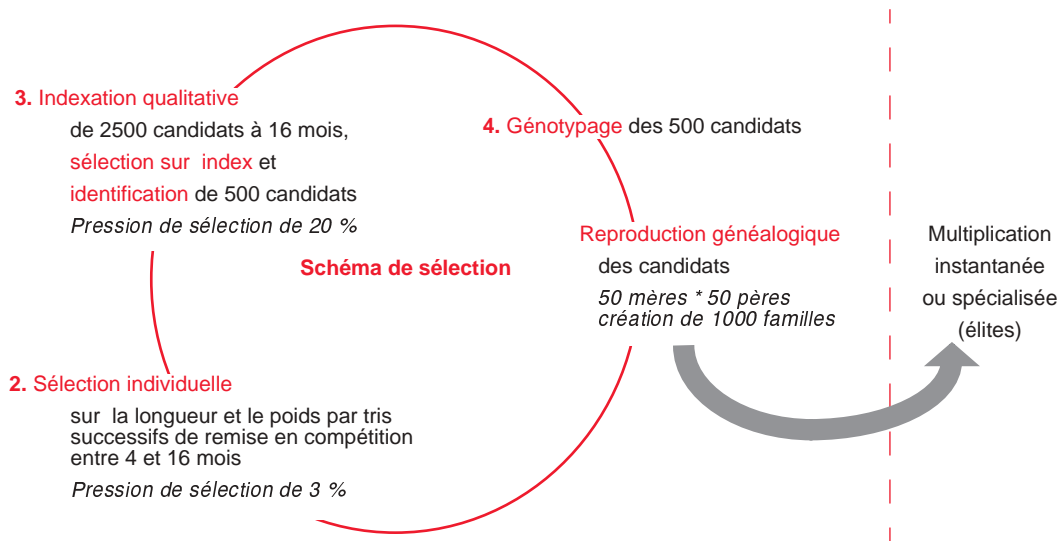 3. Indexation qualitative
de 2500 candidats à 16 mois,
sélection sur index et
identification de 500 candidats
Pression de sélection de 20 %
4. Génotypage des 500 candidats
Reproduction généalogique
des candidats
50 mères * 50 pères
création de 1000 familles
Multiplication
instantanée
ou spécialisée
(élites)
Schéma de sélection
2. Sélection individuelle
sur la longueur et le poids par tris
successifs de remise en compétition
entre 4 et 16 mois
Pression de sélection de 3 %